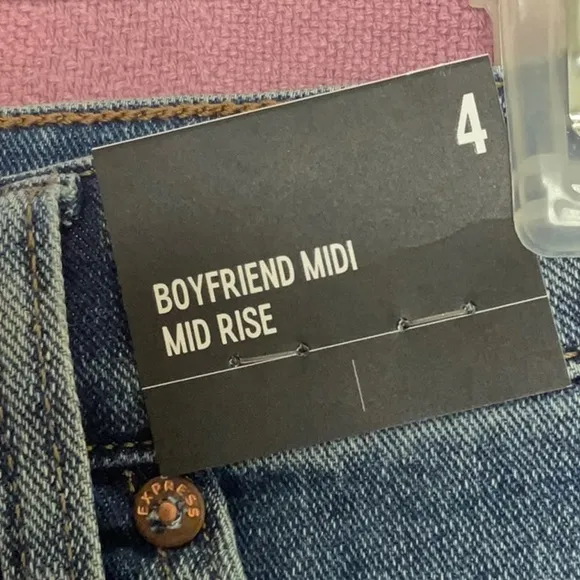 4
BOYFRIEND MIDI
MID RISE
EXPRESS